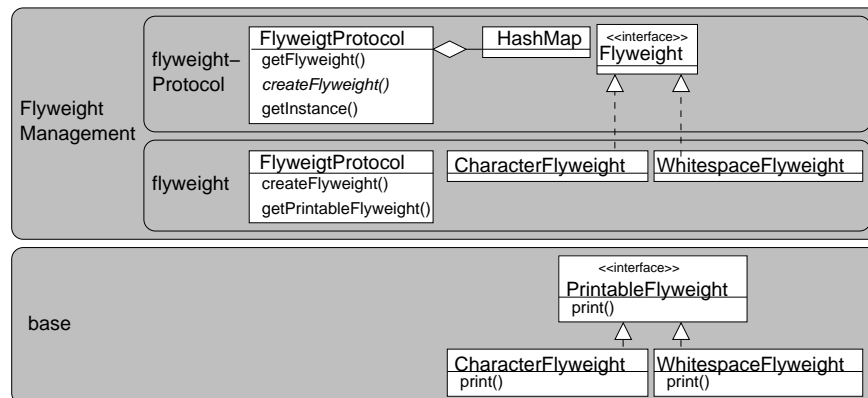 FlyweigtProtocol
getFlyweight()
createFlyweight()
getInstance()
HashMap
<<interface>>
Flyweight
flyweight–
Protocol
Flyweight
Management
flyweight
FlyweigtProtocol
createFlyweight()
getPrintableFlyweight()
CharacterFlyweight
WhitespaceFlyweight
base
<<interface>>
PrintableFlyweight
print()
CharacterFlyweight
print()
WhitespaceFlyweight
print()